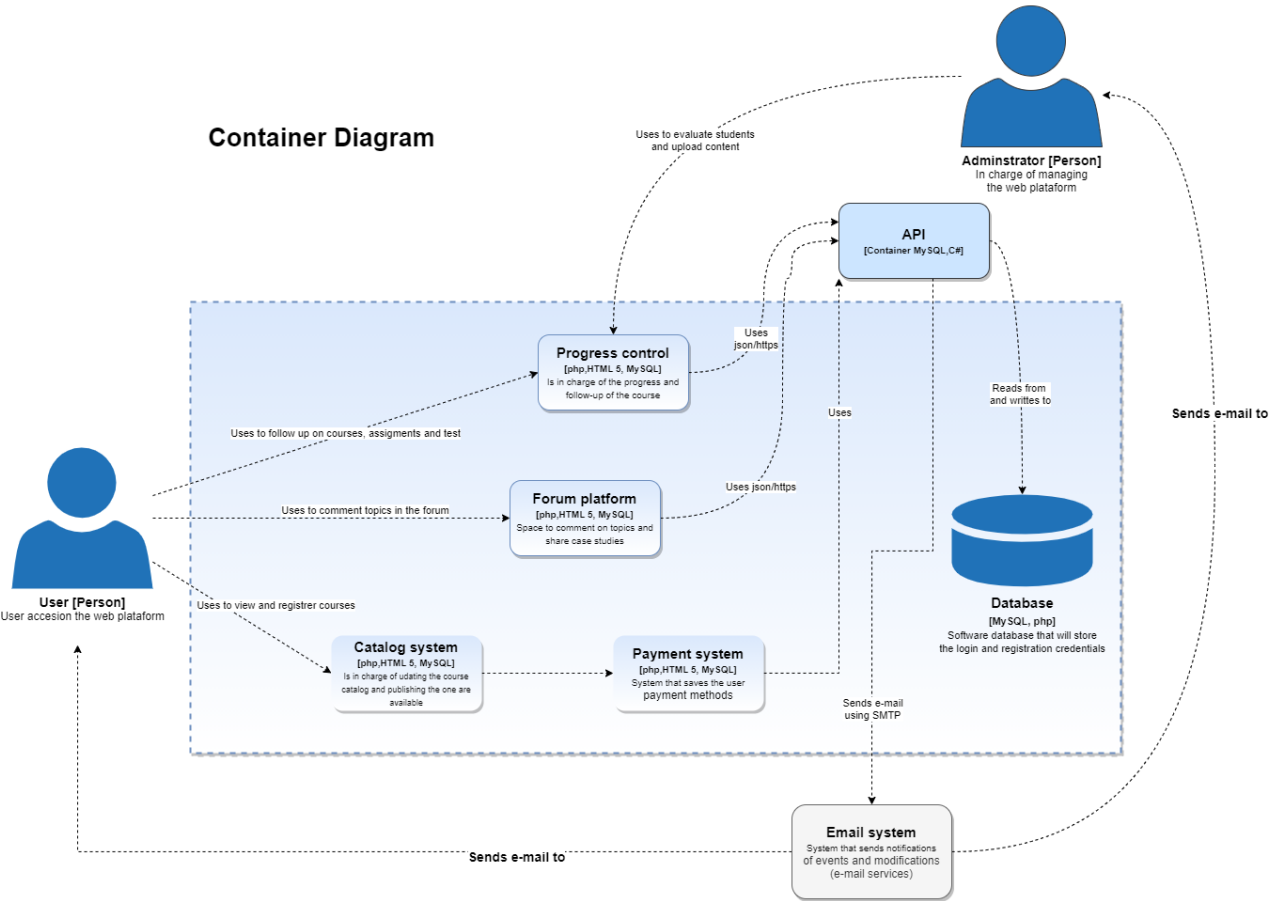 Container Diagram
Uses to evaluate students
and upload content
Adminstrator [Person]
In charge of managing
the web plataform
API
[Container MySQL,C#]
Progress control
[php,HTML 5, MySQL]
Is in charge of the progress and
follow-up of the course
Uses
json/https
Reads from
and writtes to
Uses
Sends e-mail to
Uses to follow up on courses, assigments and test
Uses json/https
Forum platform
[php,HTML 5, MySQL]
Space to comment on topics and
share case studies
Uses to comment topics in the forum
User [Person]
User accesion the web plataform
Uses to view and registrer courses
Database
[MySQL, php]
Software database that will store
the login and registration credentials
Catalog system
[php,HTML 5, MySQL]
Is in charge of udating the course
catalog and publishing the one are
available
Payment system
[php,HTML 5, MySQL]
System that saves the user
payment methods
Sends e-mail
using SMTP
Email system
System that sends notifications
of events and modifications
(e-mail services)
Sends e-mail to